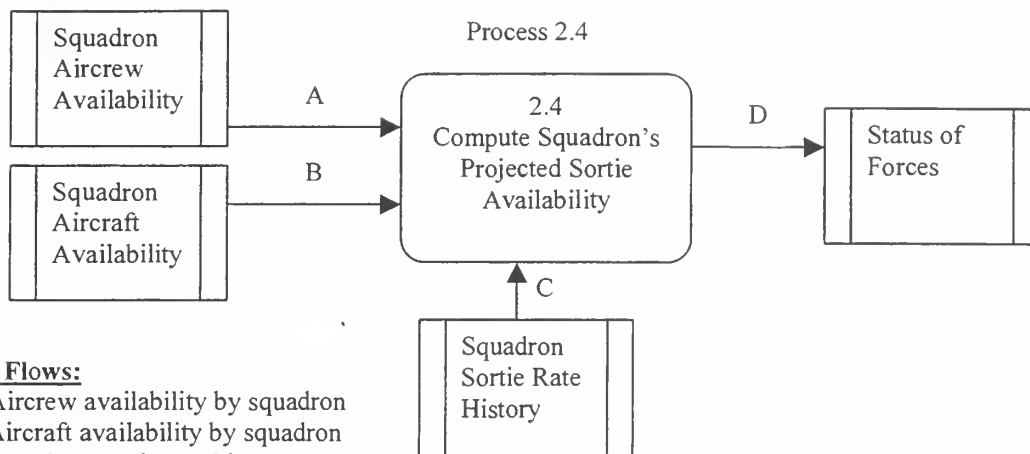 Process 2.4
Squadron
Aircrew
Availability
A
2.4
Compute Squadron's
Projected Sortie
Availability
D
Status of
Forces
B
Squadron
Aircraft
Availability
C
Squadron
Sortie Rate
History
Flows:
Aircrew availability by squadron
Aircraft availability by squadron